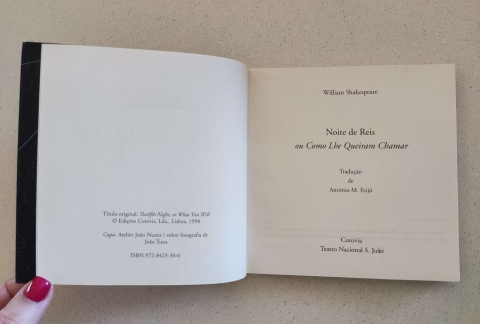 Título original: Twelfth Night, or What You Will
© Edições Cotovia, Lda., Lisboa, 1998
Capa: Atelier João Nunes / sobre fotografia de
João Tuna
ISBN 972-8423-30-6
William Shakespeare
Noite de Reis
ou Como Lhe Queiram Chamar
Tradução
de
António M. Feijó
Cotovia
Teatro Nacional S. João